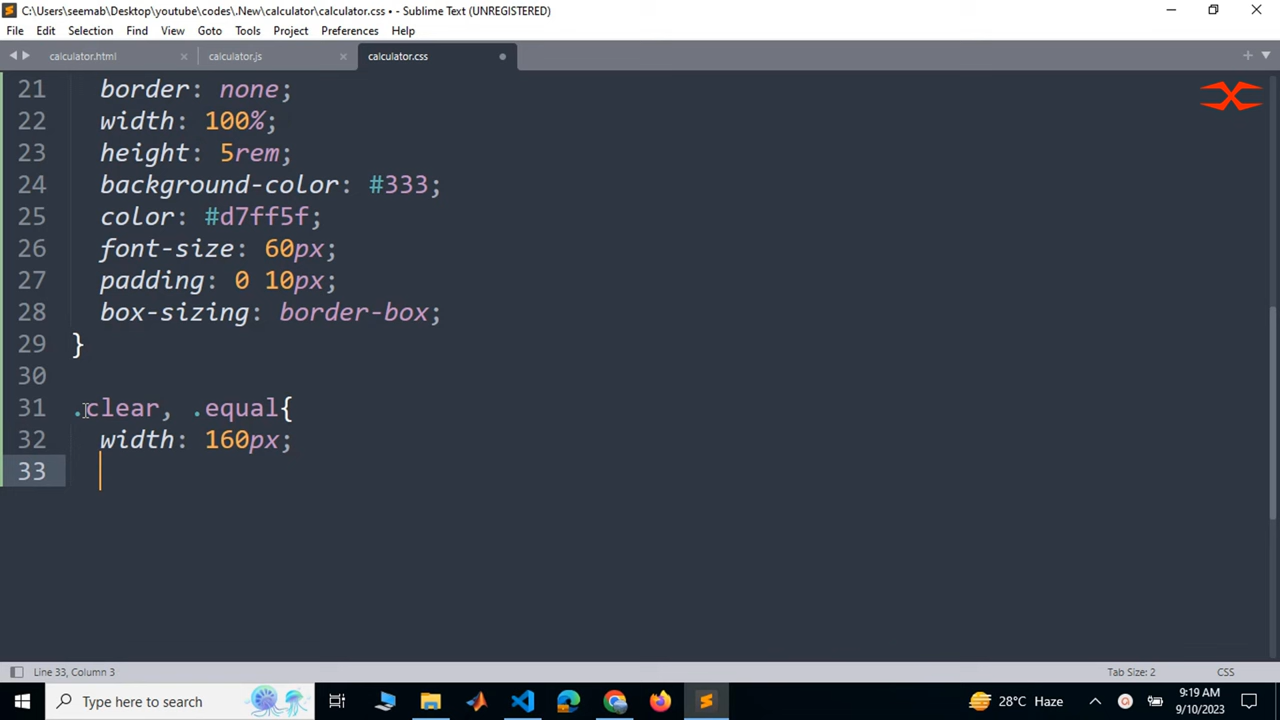 C:\Users\seemab\Desktop\youtube\codes\.New\calculator\calculator.css • - Sublime Text (UNREGISTERED)
File Edit Selection Find View Goto Tools Project Preferences Help
calculator.html calculator.js calculator.css
21 border: none;
22 width: 100%;
23 height: 5rem;
24 background-color: #333;
25 color: #d7ff5f;
26 font-size: 60px;
27 padding: 0 10px;
28 box-sizing: border-box;
29 }
30
31 .clear, .equal{
32 width: 160px;
33
Line 33, Column 3 Tab Size: 2 CSS
Type here to search 28°C Haze 9:19 AM
9/10/2023